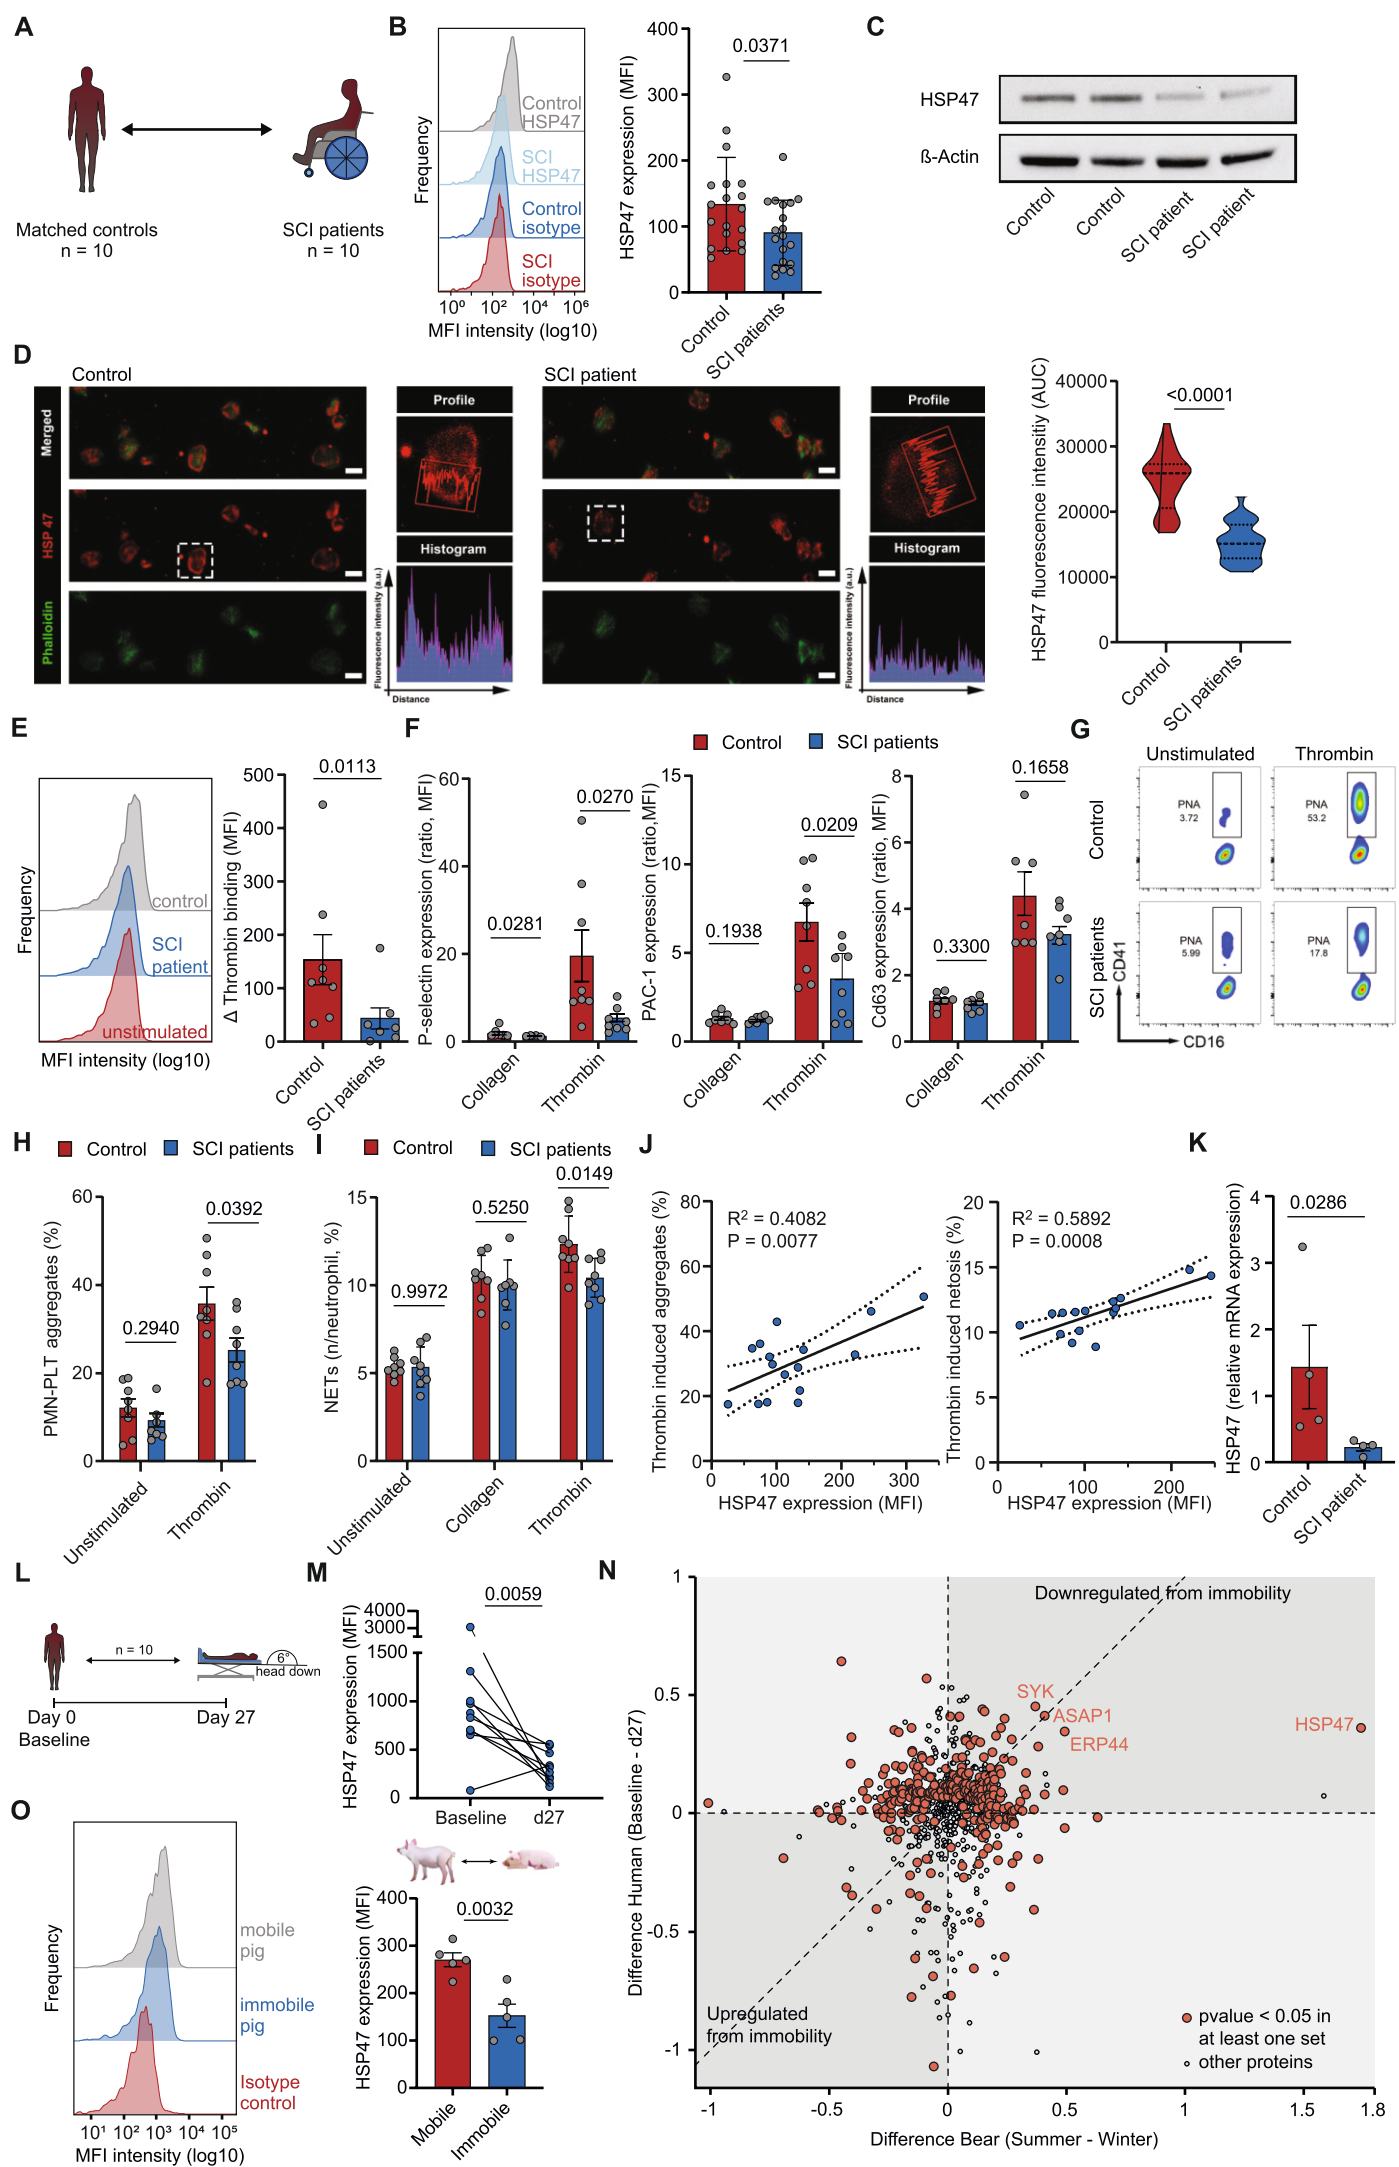 A
Matched controls
n = 10
SCI patients
n = 10
B
Frequency
Control
HSP47
SCI
HSP47
Control
isotype
SCI
isotype
10⁰ 10² 10⁴ 10⁶
MFI intensity (log10)
HSP47 expression (MFI)
400
300
200
100
0
0.0371
Control
SCI patients
C
HSP47
ß-Actin
Control
Control
SCI patient
SCI patient
D
Control
SCI patient
Merged
HSP 47
Phalloidin
Profile
Histogram
Fluorescence intensity (a.u.)
Distance
Profile
Histogram
Fluorescence intensity (a.u.)
Distance
HSP47 fluorescence intensitiy (AUC)
40000
30000
20000
10000
0
<0.0001
Control
SCI patients
E
Frequency
control
SCI
patient
unstimulated
MFI intensity (log10)
Δ Thrombin binding (MFI)
500
400
300
200
100
0
0.0113
Control
SCI patients
F
Control
SCI patients
P-selectin expression (ratio, MFI)
60
40
20
0
0.0281
0.0270
Collagen
Thrombin
PAC-1 expression (ratio,MFI)
15
10
5
0
0.1938
0.0209
Collagen
Thrombin
Cd63 expression (ratio, MFI)
8
6
4
2
0
0.3300
0.1658
Collagen
Thrombin
G
Unstimulated
Thrombin
Control
SCI patients
PNA
3.72
PNA
53.2
PNA
5.99
PNA
17.8
CD41
CD16
H
Control
SCI patients
PMN-PLT aggregates (%)
60
40
20
0
0.2940
0.0392
Unstimulated
Thrombin
I
Control
SCI patients
NETs (n/neutrophil, %)
15
10
5
0
0.9972
0.5250
0.0149
Unstimulated
Collagen
Thrombin
J
Thrombin induced aggregates (%)
80
60
40
20
0
R² = 0.4082
P = 0.0077
0 100 200 300
HSP47 expression (MFI)
Thrombin induced netosis (%)
20
15
10
5
0
R² = 0.5892
P = 0.0008
0 100 200
HSP47 expression (MFI)
K
HSP47 (relative mRNA expression)
4
3
2
1
0
0.0286
Control
SCI patient
L
n = 10
6°
head down
Day 0
Baseline
Day 27
M
HSP47 expression (MFI)
4000
3000
1500
1000
500
0
0.0059
Baseline
d27
N
Difference Human (Baseline - d27)
1
0.5
0
-0.5
-1
Downregulated from immobility
SYK
ASAP1
ERP44
HSP47
Upregulated
from immobility
pvalue < 0.05 in
at least one set
other proteins
-1 -0.5 0 0.5 1 1.5 1.8
Difference Bear (Summer - Winter)
O
Frequency
mobile
pig
immobile
pig
Isotype
control
10¹ 10² 10³ 10⁴ 10⁵
MFI intensity (log10)
HSP47 expression (MFI)
400
300
200
100
0
0.0032
Mobile
Immobile